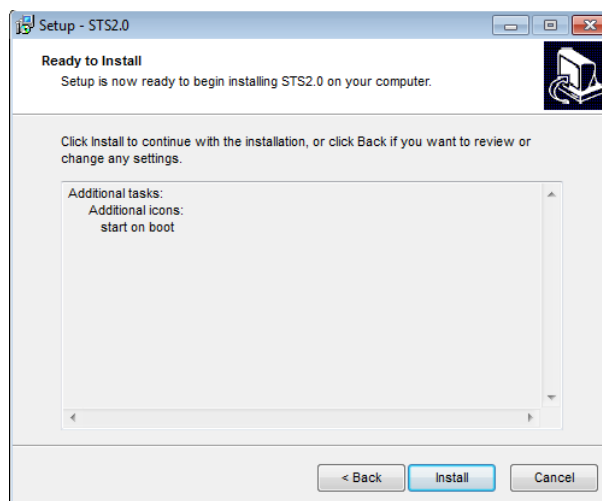 Setup - STS2.0
Ready to Install
Setup is now ready to begin installing STS2.0 on your computer.
Click Install to continue with the installation, or click Back if you want to review or
change any settings.
Additional tasks:
Additional icons:
start on boot
< Back
Install
Cancel